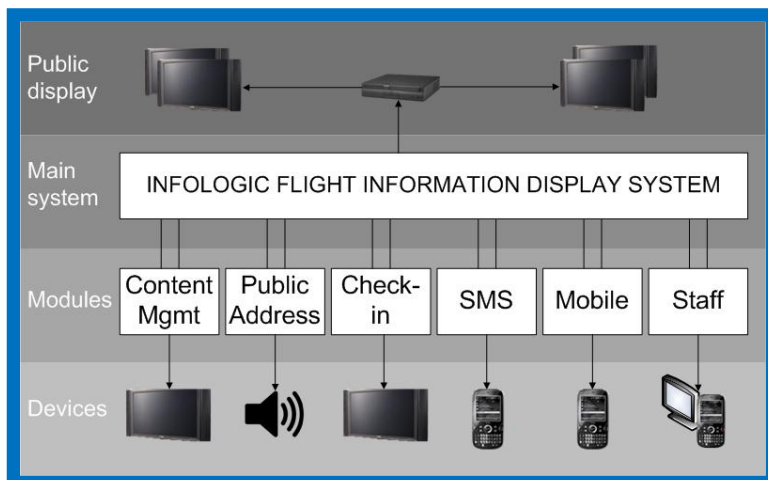 Public
display
Main
system
INFOLOGIC FLIGHT INFORMATION DISPLAY SYSTEM
Modules
Content
Mgmt
Public
Address
Check-
in
SMS
Mobile
Staff
Devices